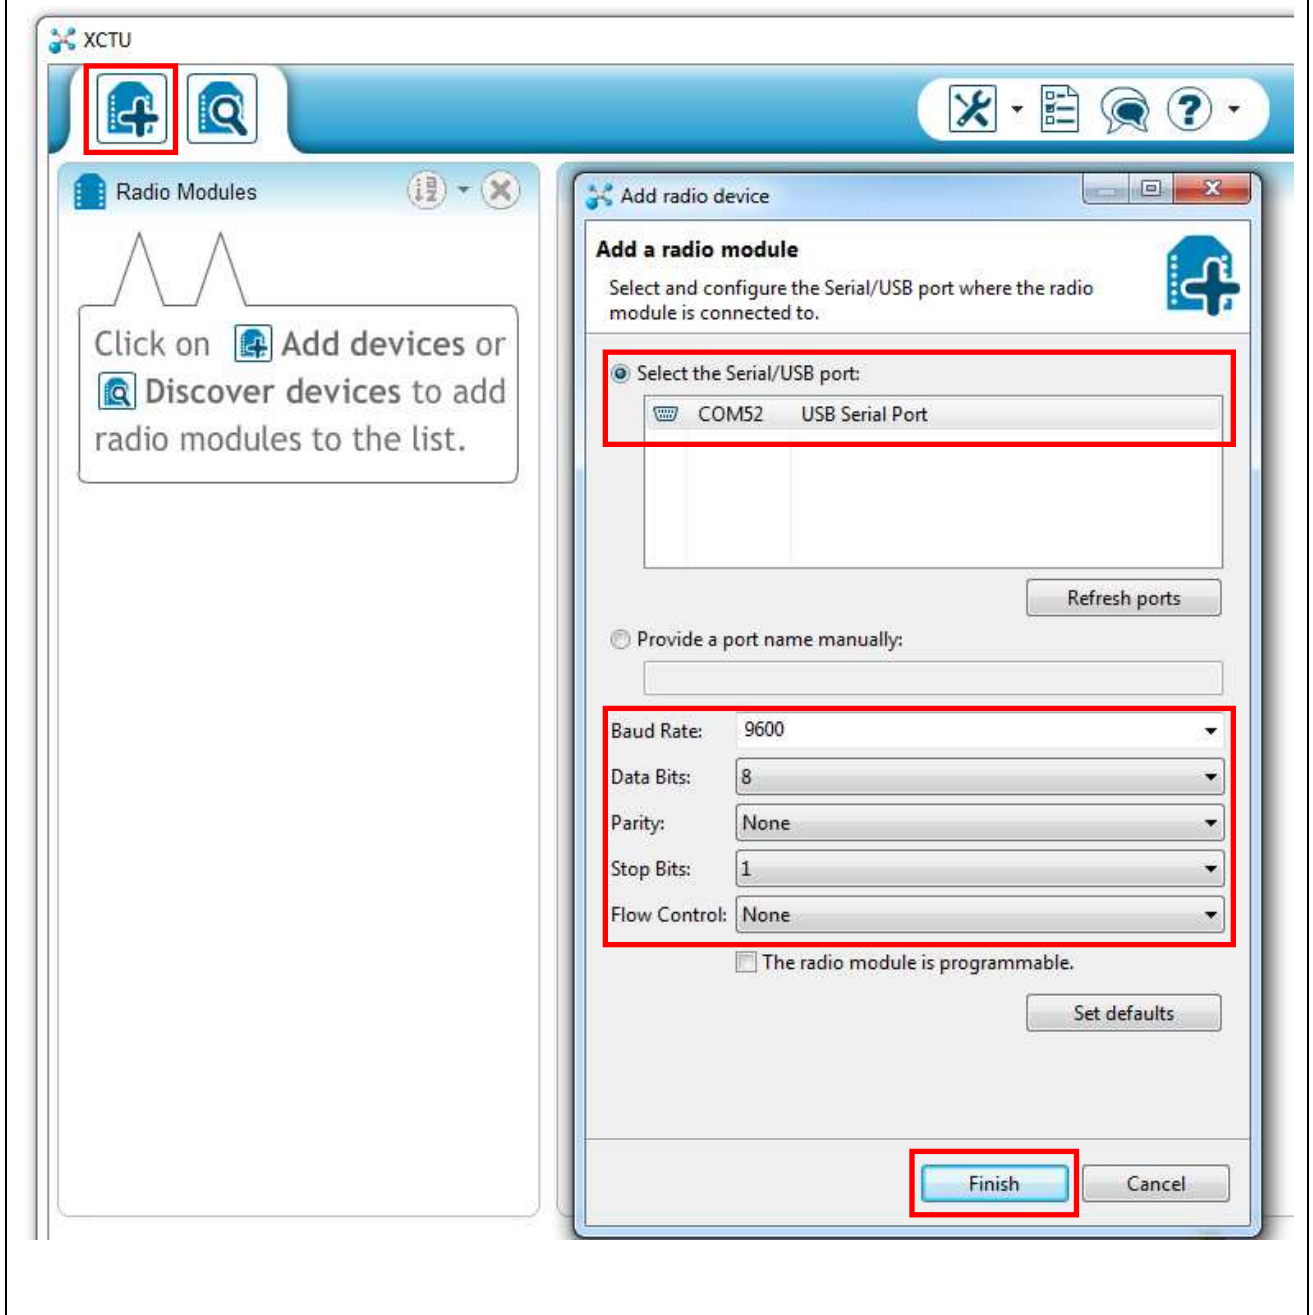 XCTU
Radio Modules
Click on Add devices or
Discover devices to add
radio modules to the list.
Add radio device
Add a radio module
Select and configure the Serial/USB port where the radio
module is connected to.
Select the Serial/USB port:
COM52 USB Serial Port
Refresh ports
Provide a port name manually:
Baud Rate: 9600
Data Bits: 8
Parity: None
Stop Bits: 1
Flow Control: None
The radio module is programmable.
Set defaults
Finish Cancel